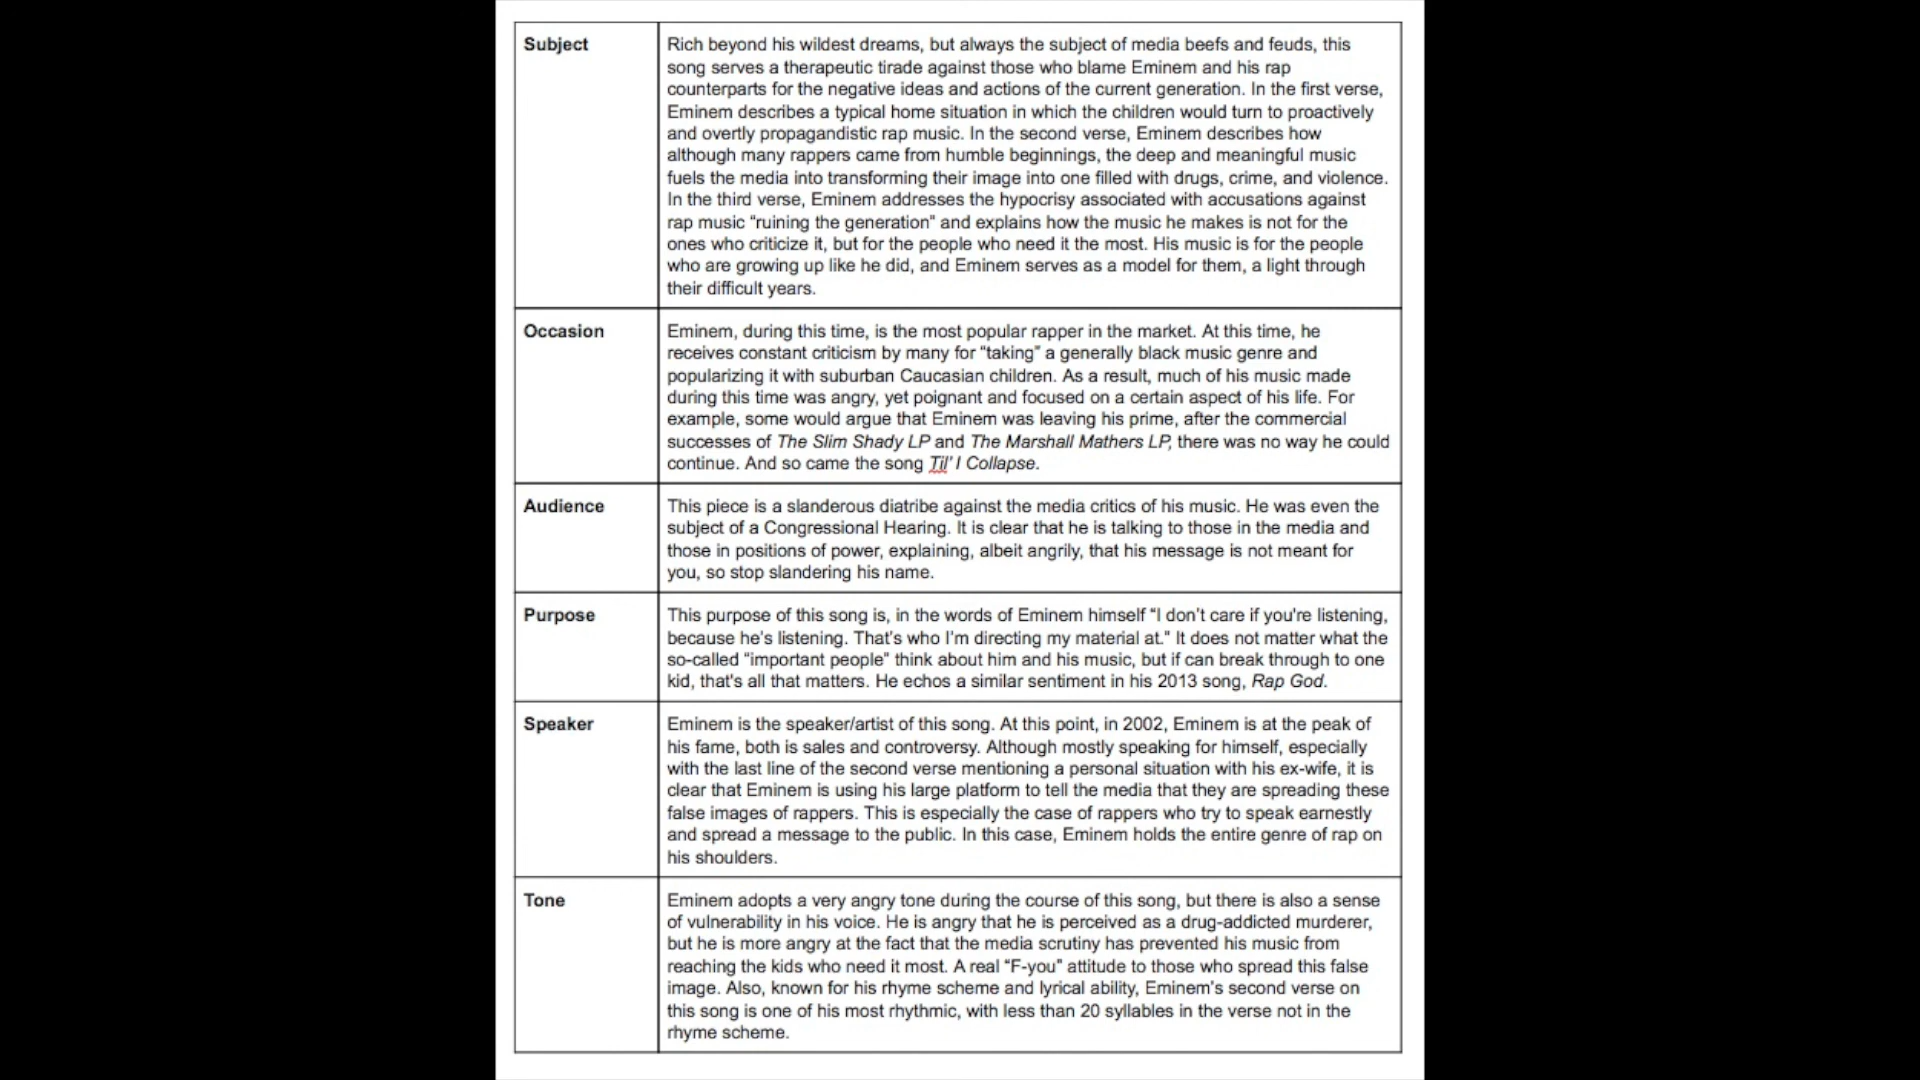 Subject
Rich beyond his wildest dreams, but always the subject of media beefs and feuds, this
song serves a therapeutic tirade against those who blame Eminem and his rap
counterparts for the negative ideas and actions of the current generation. In the first verse,
Eminem describes a typical home situation in which the children would turn to proactively
and overtly propagandistic rap music. In the second verse, Eminem describes how
although many rappers came from humble beginnings, the deep and meaningful music
fuels the media into transforming their image into one filled with drugs, crime, and violence.
In the third verse, Eminem addresses the hypocrisy associated with accusations against
rap music “ruining the generation” and explains how the music he makes is not for the
ones who criticize it, but for the people who need it the most. His music is for the people
who are growing up like he did, and Eminem serves as a model for them, a light through
their difficult years.
Occasion
Eminem, during this time, is the most popular rapper in the market. At this time, he
receives constant criticism by many for “taking” a generally black music genre and
popularizing it with suburban Caucasian children. As a result, much of his music made
during this time was angry, yet poignant and focused on a certain aspect of his life. For
example, some would argue that Eminem was leaving his prime, after the commercial
successes of The Slim Shady LP and The Marshall Mathers LP, there was no way he could
continue. And so came the song Til’ I Collapse.
Audience
This piece is a slanderous diatribe against the media critics of his music. He was even the
subject of a Congressional Hearing. It is clear that he is talking to those in the media and
those in positions of power, explaining, albeit angrily, that his message is not meant for
you, so stop slandering his name.
Purpose
This purpose of this song is, in the words of Eminem himself “I don't care if you're listening,
because he's listening. That's who I'm directing my material at.” It does not matter what the
so-called “important people” think about him and his music, but if can break through to one
kid, that's all that matters. He echos a similar sentiment in his 2013 song, Rap God.
Speaker
Eminem is the speaker/artist of this song. At this point, in 2002, Eminem is at the peak of
his fame, both is sales and controversy. Although mostly speaking for himself, especially
with the last line of the second verse mentioning a personal situation with his ex-wife, it is
clear that Eminem is using his large platform to tell the media that they are spreading these
false images of rappers. This is especially the case of rappers who try to speak earnestly
and spread a message to the public. In this case, Eminem holds the entire genre of rap on
his shoulders.
Tone
Eminem adopts a very angry tone during the course of this song, but there is also a sense
of vulnerability in his voice. He is angry that he is perceived as a drug-addicted murderer,
but he is more angry at the fact that the media scrutiny has prevented his music from
reaching the kids who need it most. A real “F-you” attitude to those who spread this false
image. Also, known for his rhyme scheme and lyrical ability, Eminem's second verse on
this song is one of his most rhythmic, with less than 20 syllables in the verse not in the
rhyme scheme.